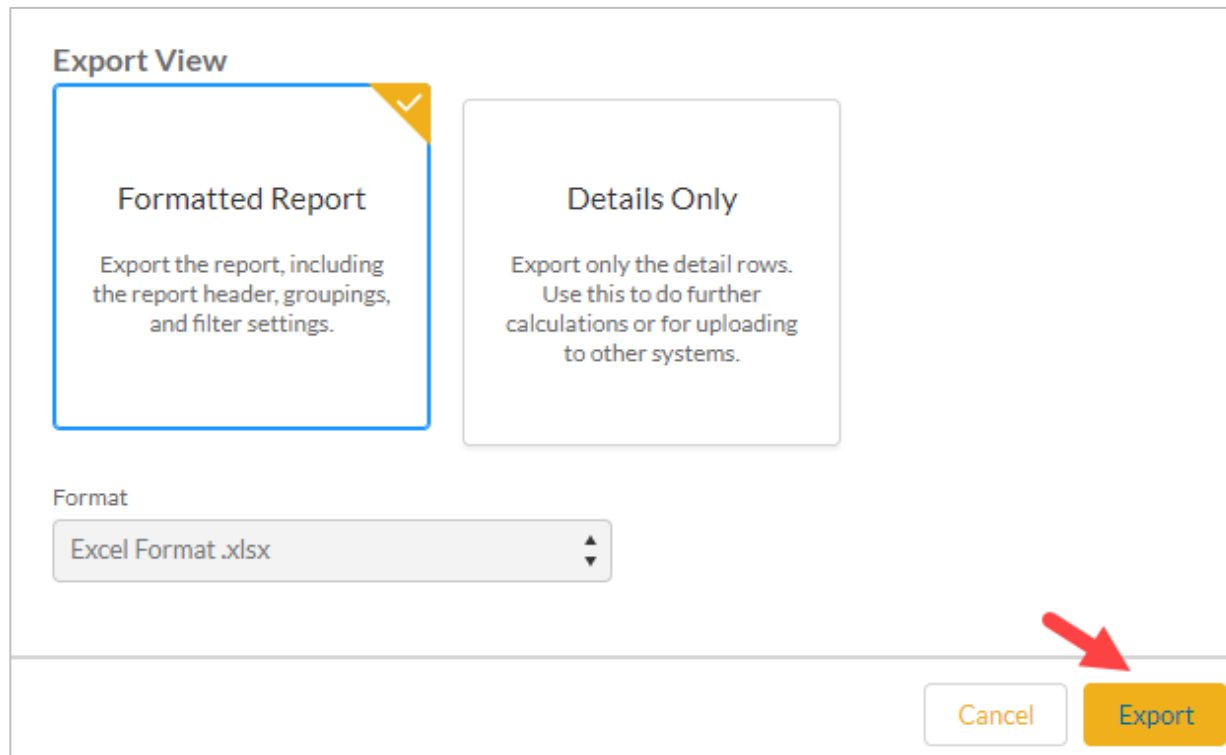 Export View
Formatted Report
Export the report, including
the report header, groupings,
and filter settings.
Details Only
Export only the detail rows.
Use this to do further
calculations or for uploading
to other systems.
Format
Excel Format .xlsx
Cancel
Export